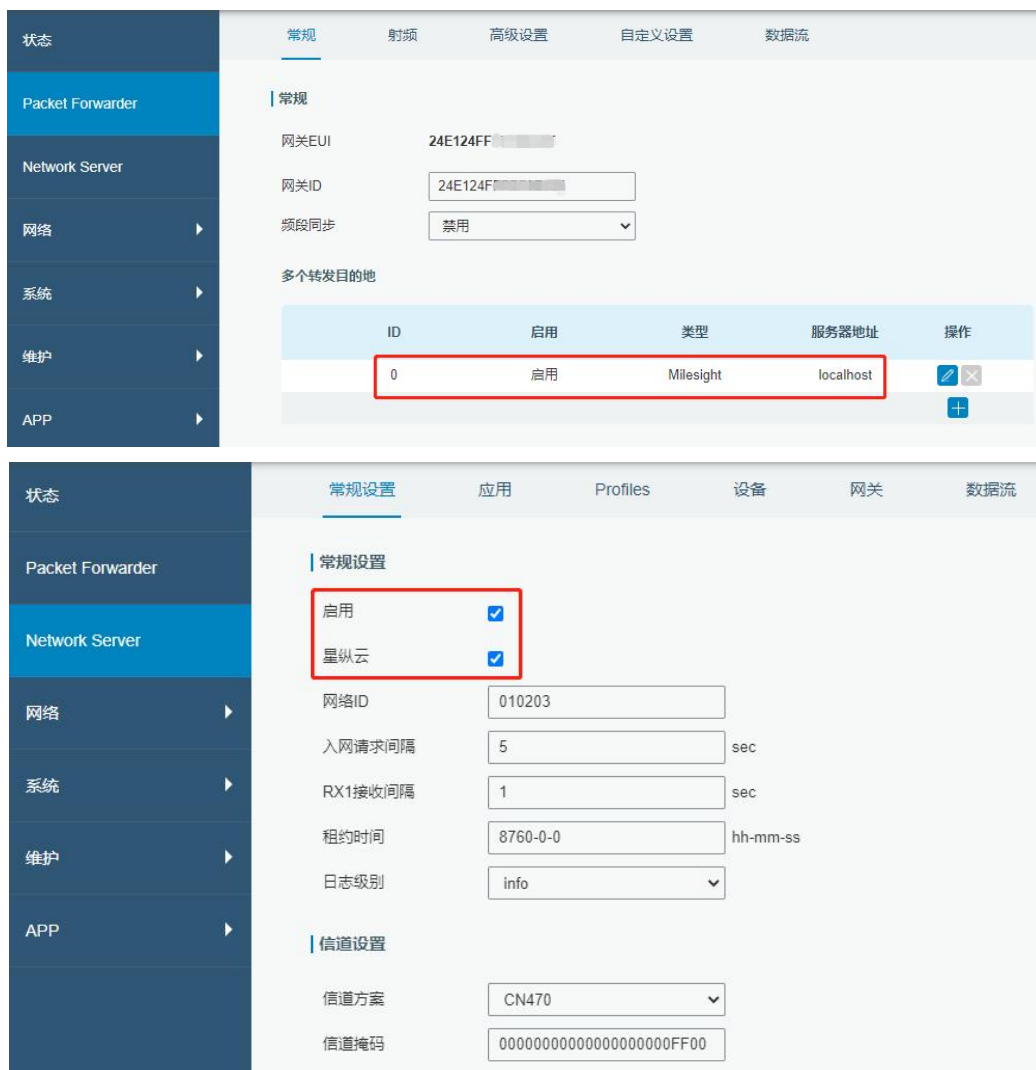 状态
Packet Forwarder
Network Server
网络
系统
维护
APP
常规 射频 高级设置 自定义设置 数据流
常规
网关EUI 24E124FF
网关ID 24E124F
频段同步 禁用
多个转发目的地
ID 启用 类型 服务器地址 操作
0 启用 Milesight localhost
状态
Packet Forwarder
Network Server
网络
系统
维护
APP
常规设置 应用 Profiles 设备 网关 数据流
常规设置
启用
星纵云
网络ID 010203
入网请求间隔 5 sec
RX1接收间隔 1 sec
租约时间 8760-0-0 hh-mm-ss
日志级别 info
信道设置
信道方案 CN470
信道掩码 00000000000000000000FF00